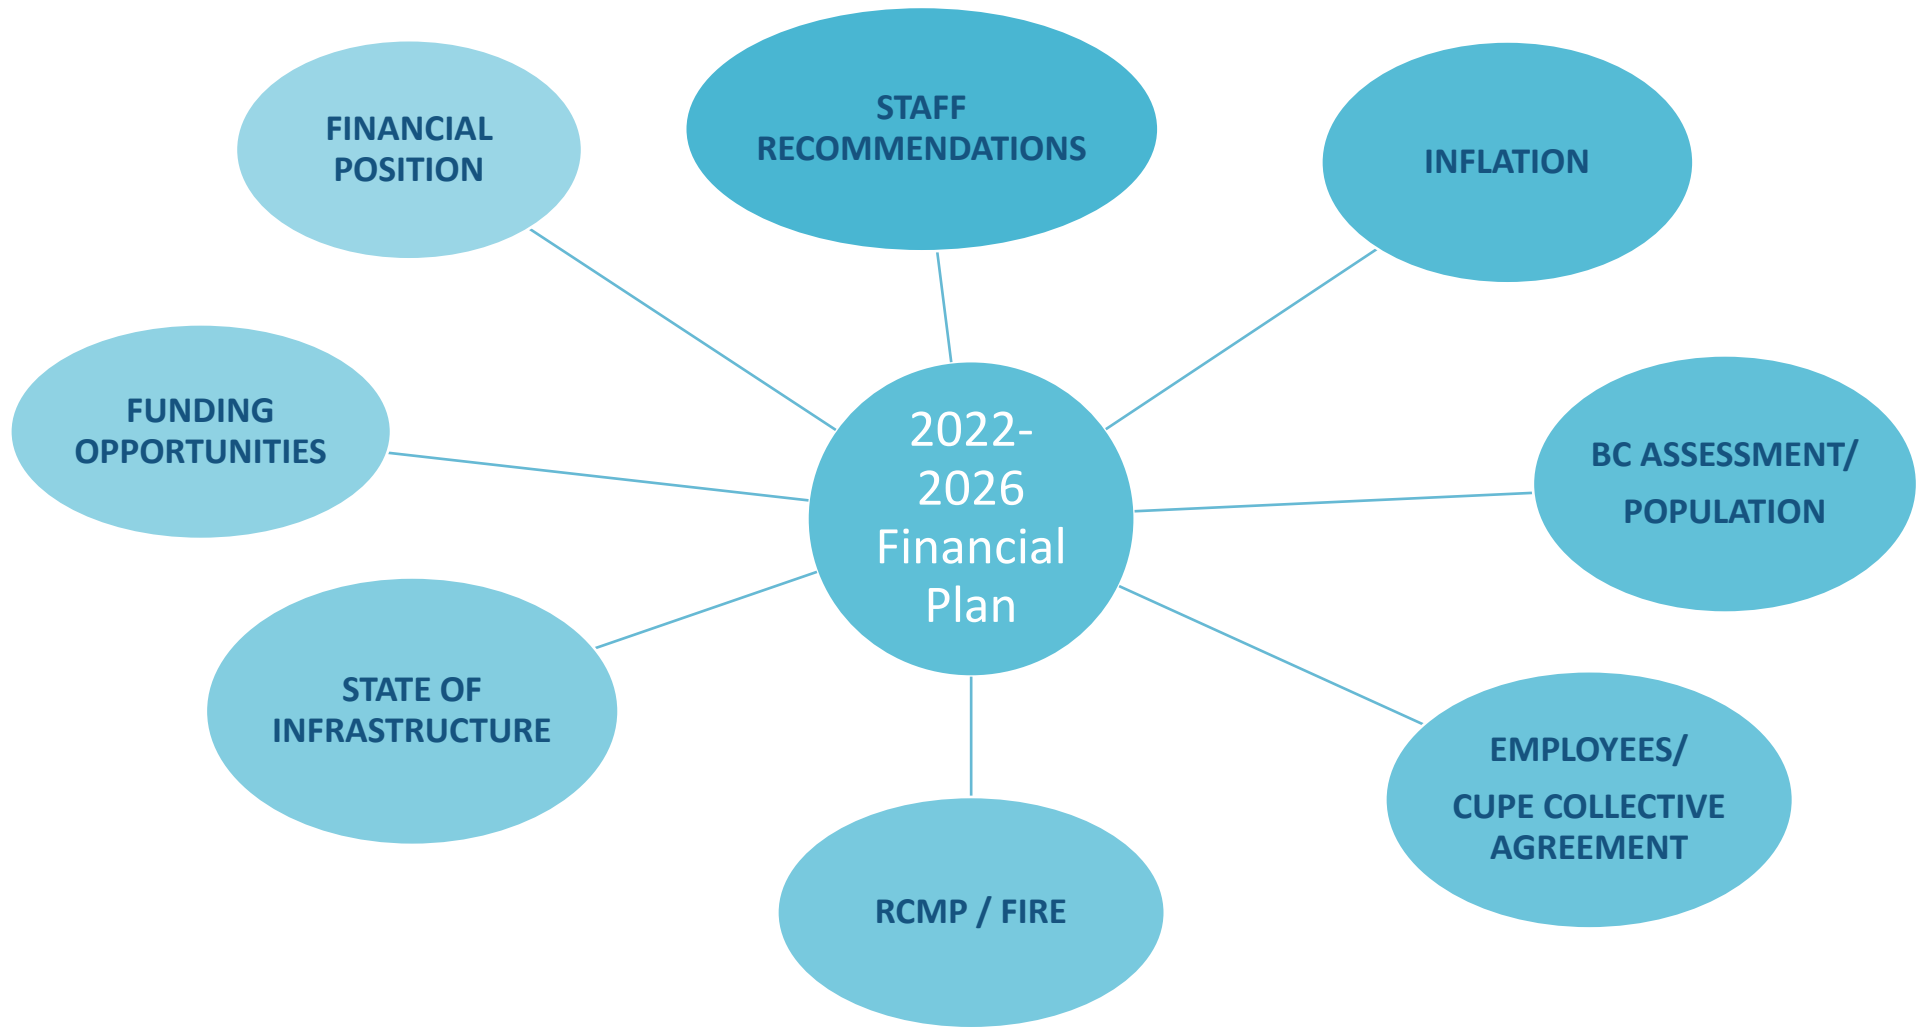 FINANCIAL
POSITION
STAFF
RECOMMENDATIONS
INFLATION
FUNDING
OPPORTUNITIES
2022-
2026
Financial
Plan
BC ASSESSMENT/
POPULATION
STATE OF
INFRASTRUCTURE
EMPLOYEES/
CUPE COLLECTIVE
AGREEMENT
RCMP / FIRE